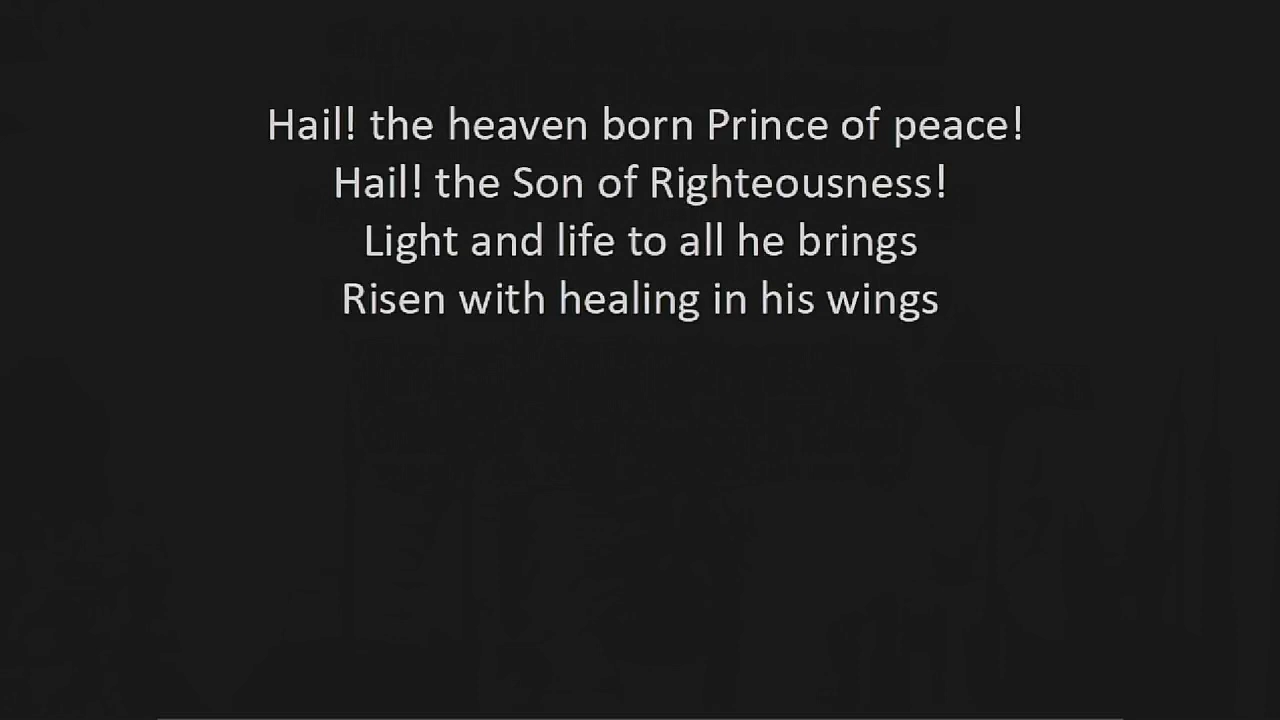 Hail! the heaven born Prince of peace!
Hail! the Son of Righteousness!
Light and life to all he brings
Risen with healing in his wings